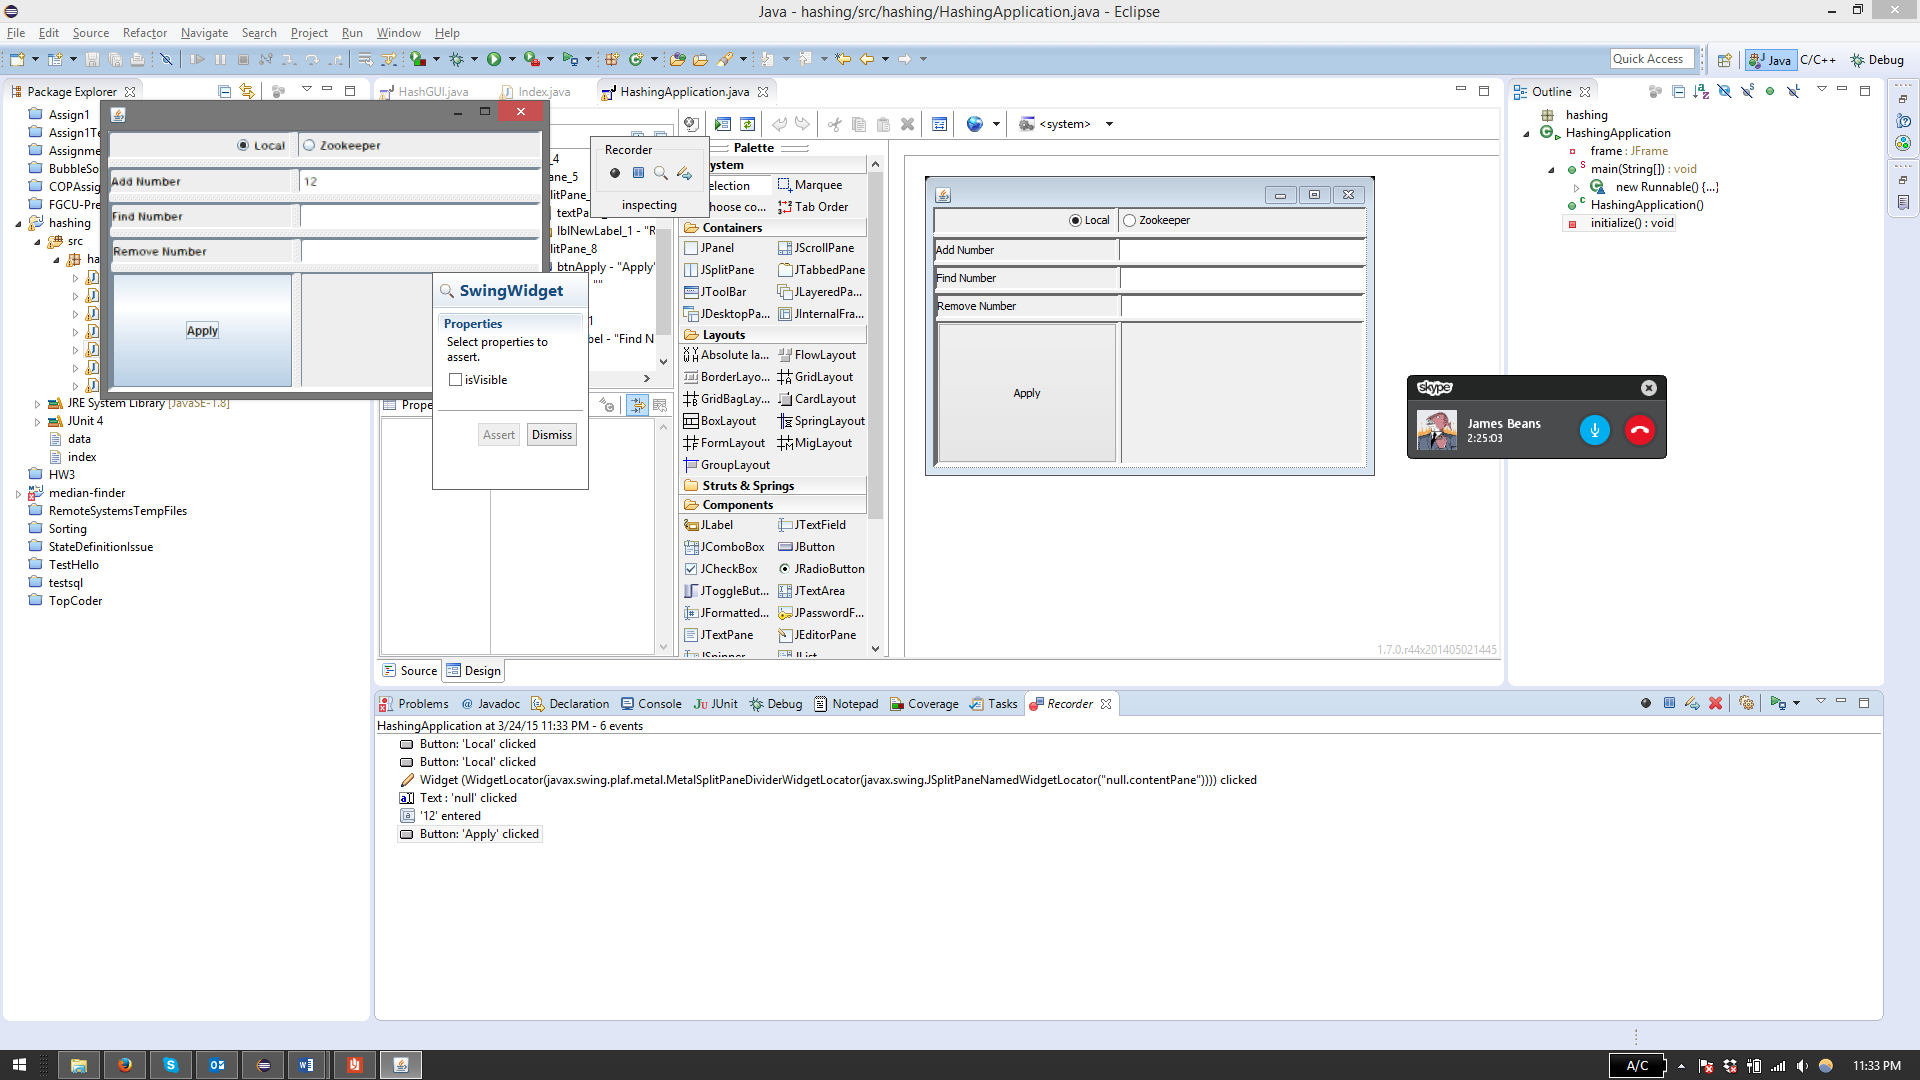 Java - hashing/src/hashing/HashingApplication.java - Eclipse
File Edit Source Refactor Navigate Search Project Run Window Help
Quick Access Java C/C++ Debug
Package Explorer
Assign1
Assign1Te
Assignme
BubbleSo
COPAssig
FGCU-Pre
hashing
src
ha
JRE System Library [JavaSE-1.8]
JUnit 4
data
index
HW3
median-finder
RemoteSystemsTempFiles
Sorting
StateDefinitionIssue
TestHello
testsql
TopCoder
Local Zookeeper
Add Number 12
Find Number
Remove Number
Apply
SwingWidget
Properties
Select properties to
assert.
isVisible
Assert Dismiss
HashGUI.java Index.java HashingApplication.java
<system>
Recorder
inspecting
_4
ane_5
litPane_6
textPa
lblNewLabel_1 - "R
litPane_8
btnApply - "Apply"
""
1
bel - "Find N
Proper
Palette
ystem
election Marquee
hoose co... Tab Order
Containers
JPanel JScrollPane
JSplitPane JTabbedPane
JToolBar JLayeredPa...
JDesktopPa... JInternalFra...
Layouts
Absolute la... FlowLayout
BorderLayo... GridLayout
GridBagLay... CardLayout
BoxLayout SpringLayout
FormLayout MigLayout
GroupLayout
Struts & Springs
Components
JLabel JTextField
JComboBox JButton
JCheckBox JRadioButton
JToggleBut... JTextArea
JFormatted... JPasswordF...
JTextPane JEditorPane
JSpinner JList
Local Zookeeper
Add Number
Find Number
Remove Number
Apply
1.7.0.r44x201405021445
Source Design
Outline
hashing
HashingApplication
frame : JFrame
main(String[]) : void
new Runnable() {...}
HashingApplication()
initialize() : void
skype
James Beans
2:25:03
Problems @ Javadoc Declaration Console JUnit Debug Notepad Coverage Tasks Recorder
HashingApplication at 3/24/15 11:33 PM - 6 events
Button: 'Local' clicked
Button: 'Local' clicked
Widget (WidgetLocator(javax.swing.plaf.metal.MetalSplitPaneDividerWidgetLocator(javax.swing.JSplitPaneNamedWidgetLocator("null.contentPane")))) clicked
Text : 'null' clicked
'12' entered
Button: 'Apply' clicked
A/C 11:33 PM